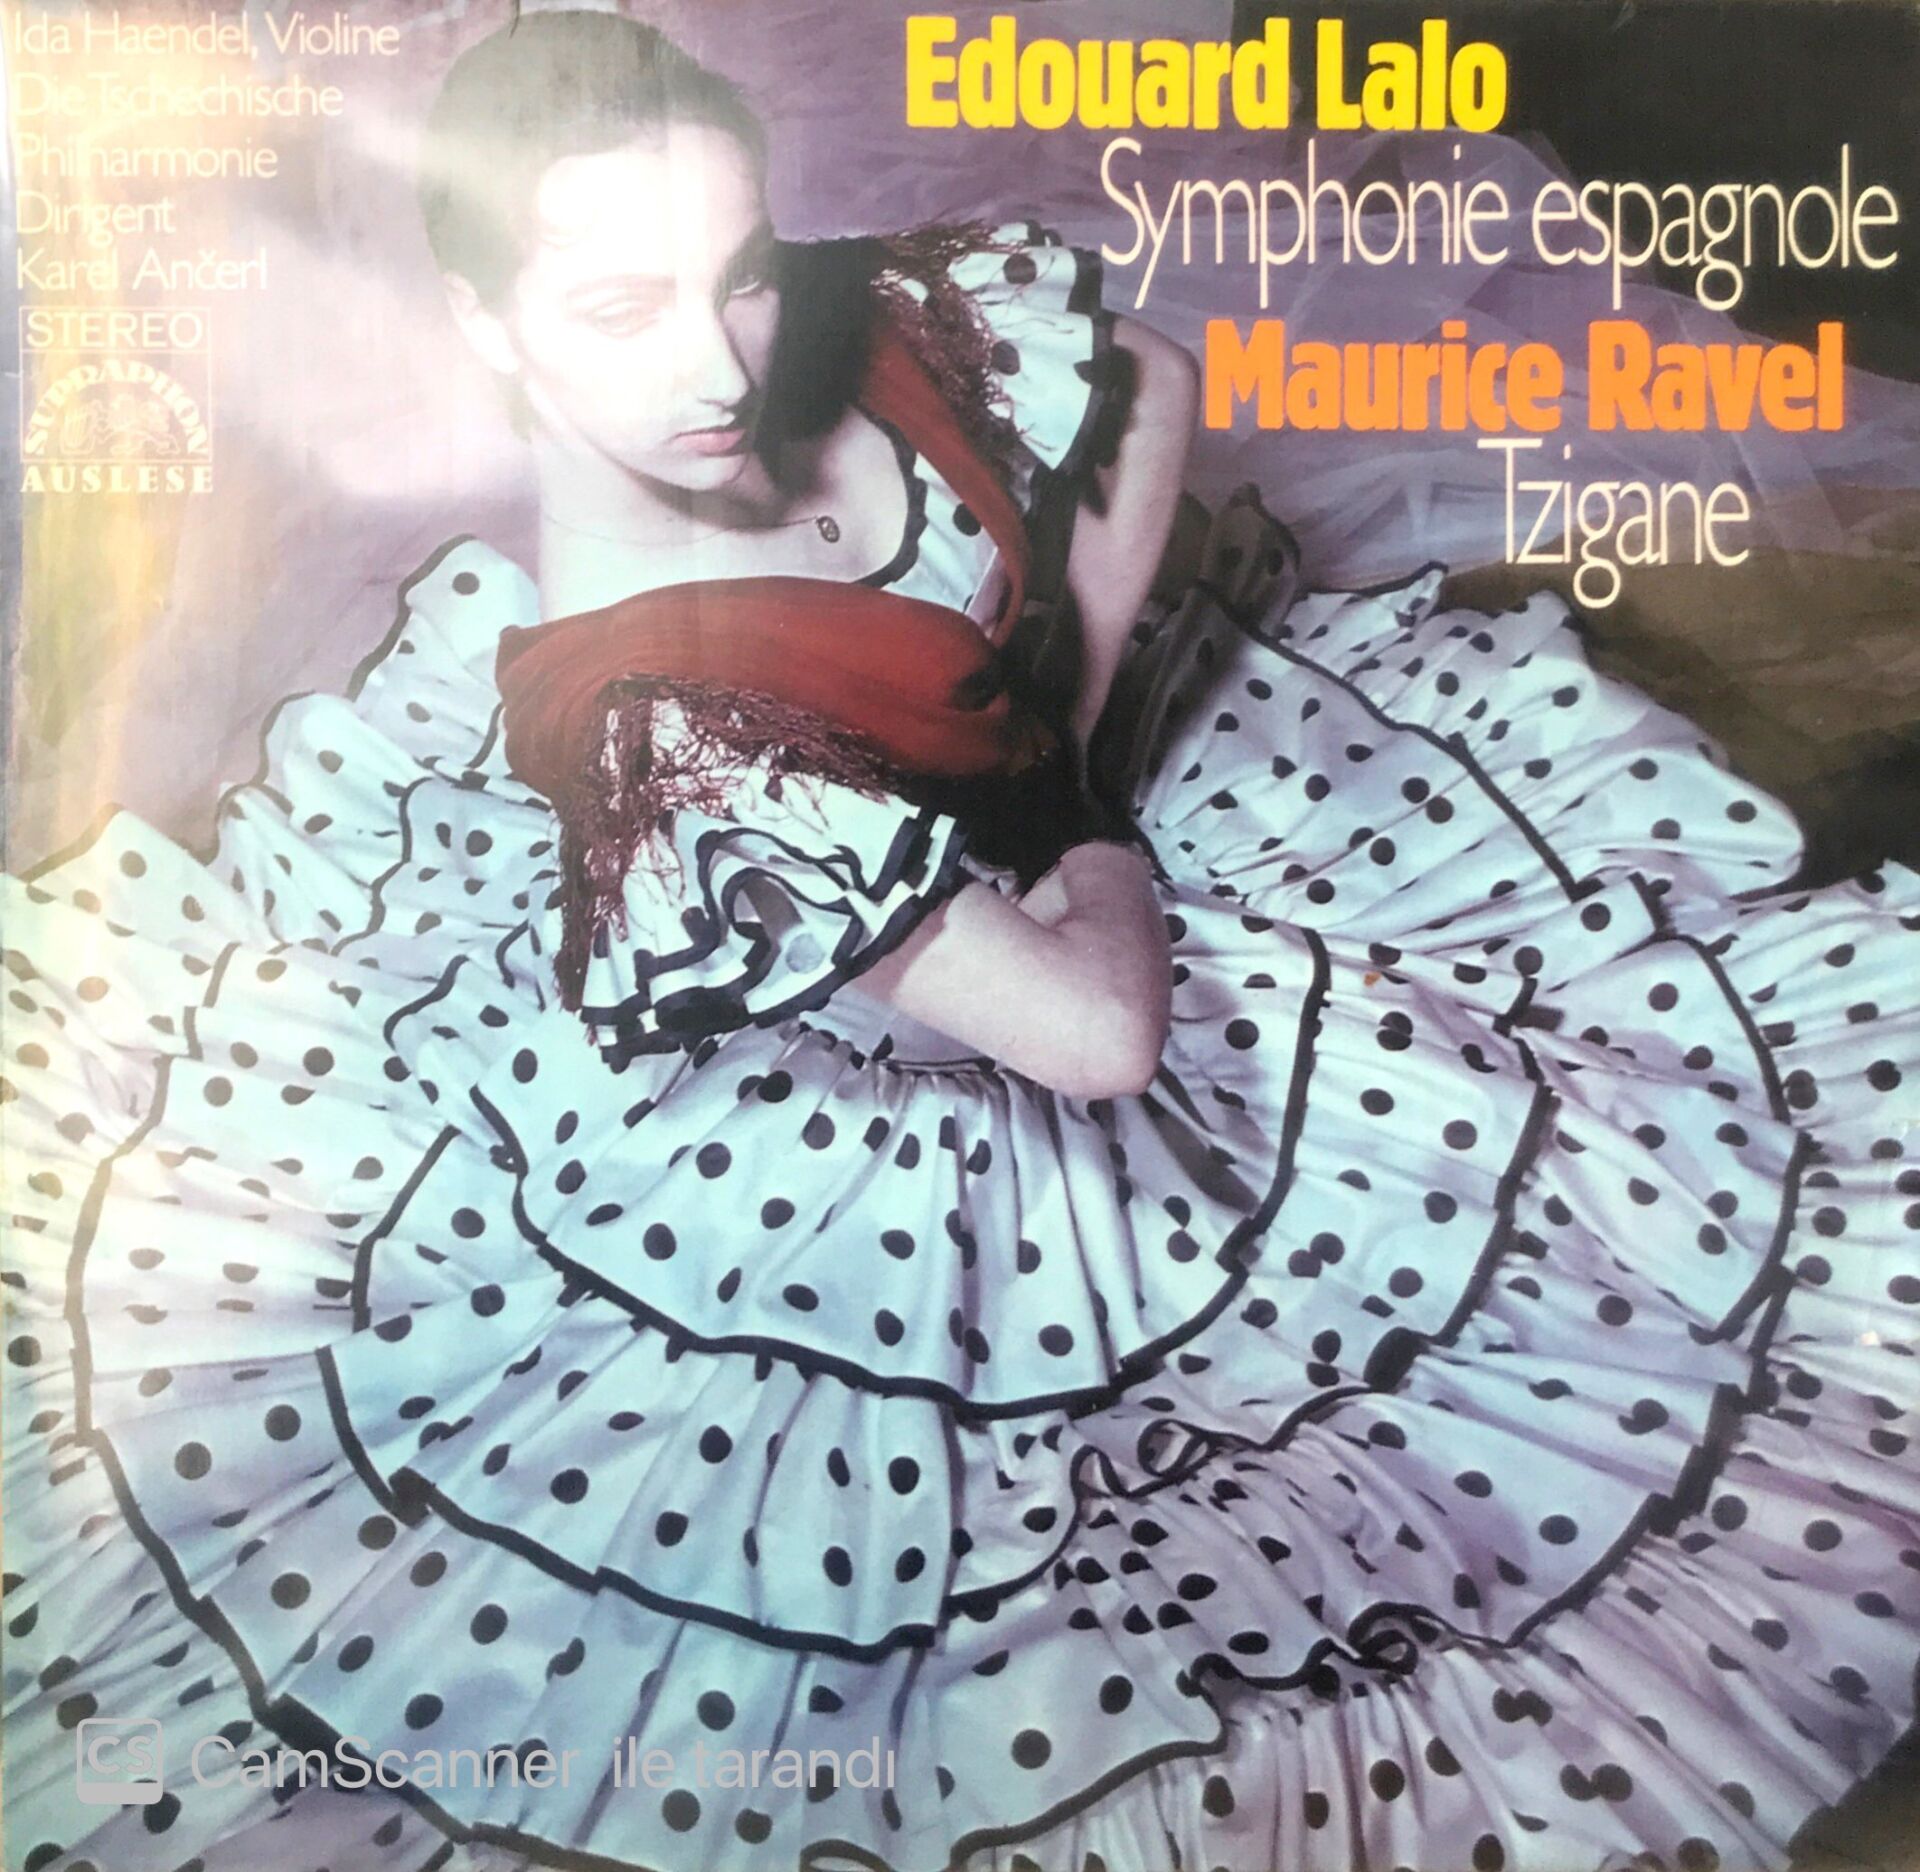 Ida Haendel, Violine
Die Tschechische
Philharmonie
Dirigent
Karel Ančerl
STEREO
SUPRAPHON
AUSLESE
Edouard Lalo
Symphonie espagnole
Maurice Ravel
Tzigane
CS CamScanner ile tarandı